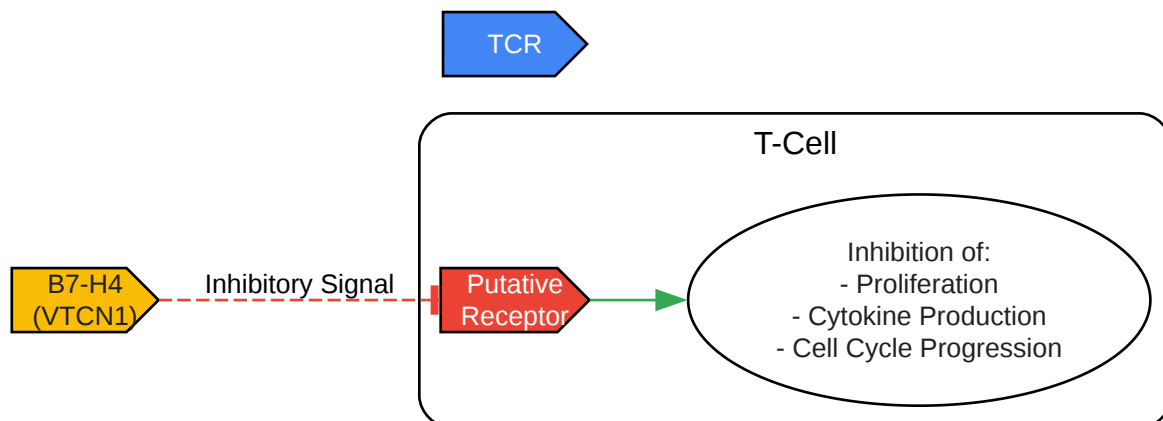 TCR
T-Cell
B7-H4
(VTCN1)
Inhibitory Signal
Putative
Receptor
Inhibition of:
- Proliferation
- Cytokine Production
- Cell Cycle Progression